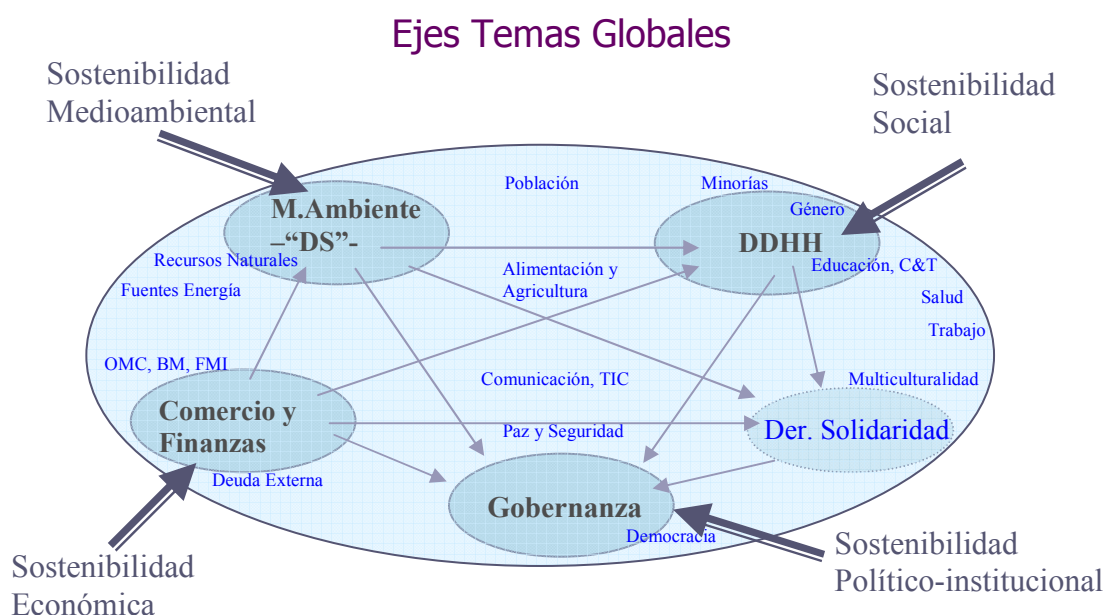 Ejes Temas Globales
Sostenibilidad
Medioambiental
Sostenibilidad
Social
Población
Minorías
Género
M.Ambiente
–“DS”-
DDHH
Recursos Naturales
Fuentes Energía
Alimentación y
Agricultura
Educación, C&T
Salud
Trabajo
OMC, BM, FMI
Comunicación, TIC
Multiculturalidad
Comercio y
Finanzas
Paz y Seguridad
Der. Solidaridad
Deuda Externa
Gobernanza
Democracia
Sostenibilidad
Económica
Sostenibilidad
Político-institucional